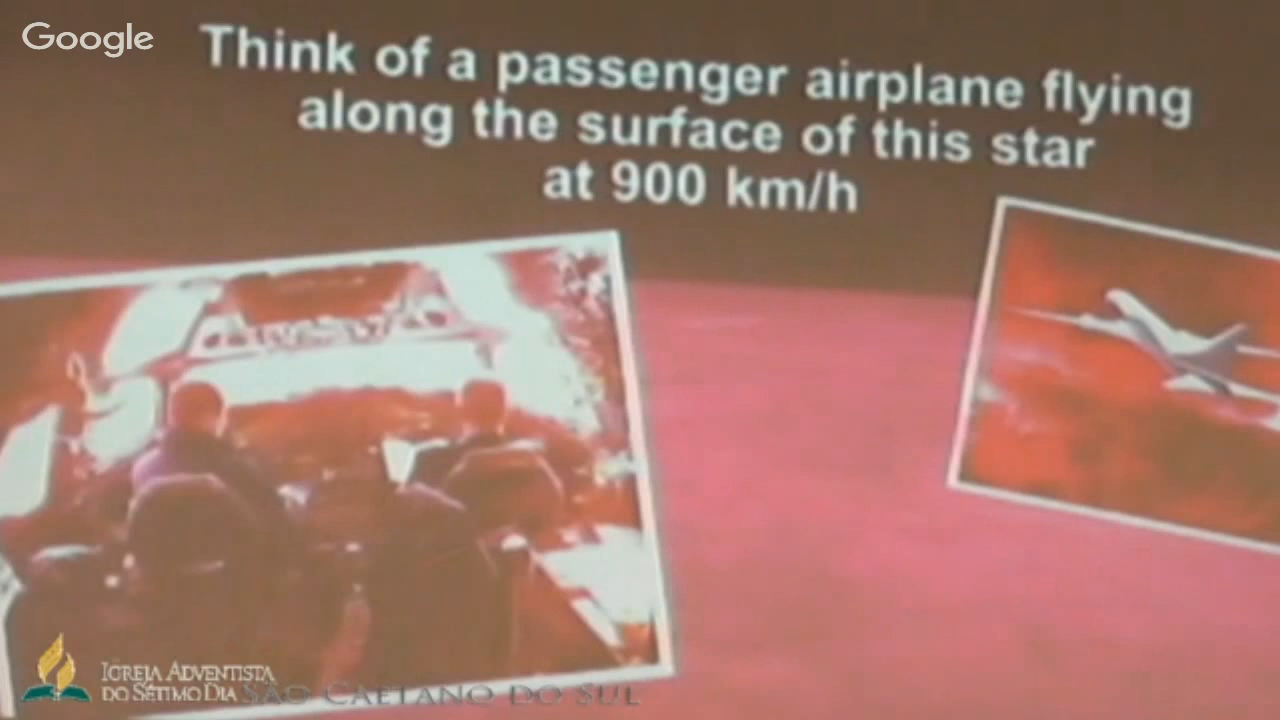 Google
Think of a passenger airplane flying
along the surface of this star
at 900 km/h
IGREJA ADVENTISTA
DO SÉTIMO DIA SÃO CAETANO DO SUL